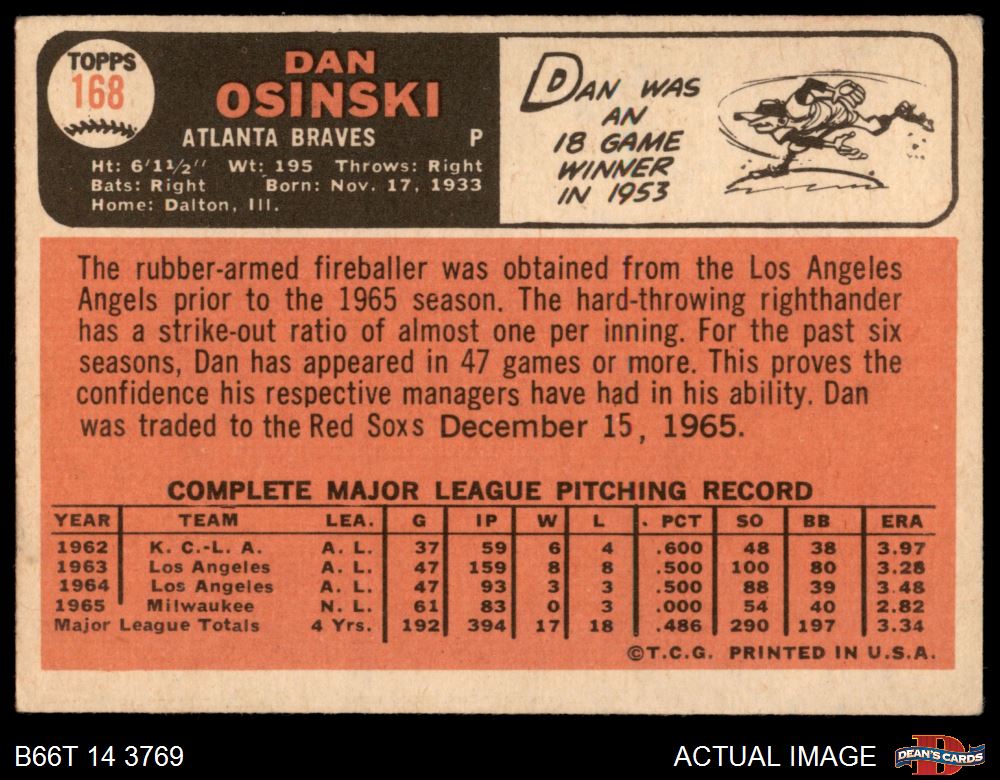 TOPPS
168
DAN
OSINSKI
ATLANTA BRAVES P
Ht: 6'11/2" Wt: 195 Throws: Right
Bats: Right Born: Nov. 17, 1933
Home: Dalton, Ill.
DAN WAS
AN
18 GAME
WINNER
IN 1953
The rubber-armed fireballer was obtained from the Los Angeles
Angels prior to the 1965 season. The hard-throwing righthander
has a strike-out ratio of almost one per inning. For the past six
seasons, Dan has appeared in 47 games or more. This proves the
confidence his respective managers have had in his ability. Dan
was traded to the Red Soxs December 15, 1965.
COMPLETE MAJOR LEAGUE PITCHING RECORD
YEAR TEAM LEA. G IP W L . PCT SO BB ERA
1962 K. C.-L. A. A. L. 37 59 6 4 .600 48 38 3.97
1963 Los Angeles A. L. 47 159 8 8 .500 100 80 3.28
1964 Los Angeles A. L. 47 93 3 3 .500 88 39 3.48
1965 Milwaukee N. L. 61 83 0 3 .000 54 40 2.82
Major League Totals 4 Yrs. 192 394 17 18 .486 290 197 3.34
©T.C.G. PRINTED IN U.S.A.
B66T 14 3769
ACTUAL IMAGE
DEAN'S CARDS